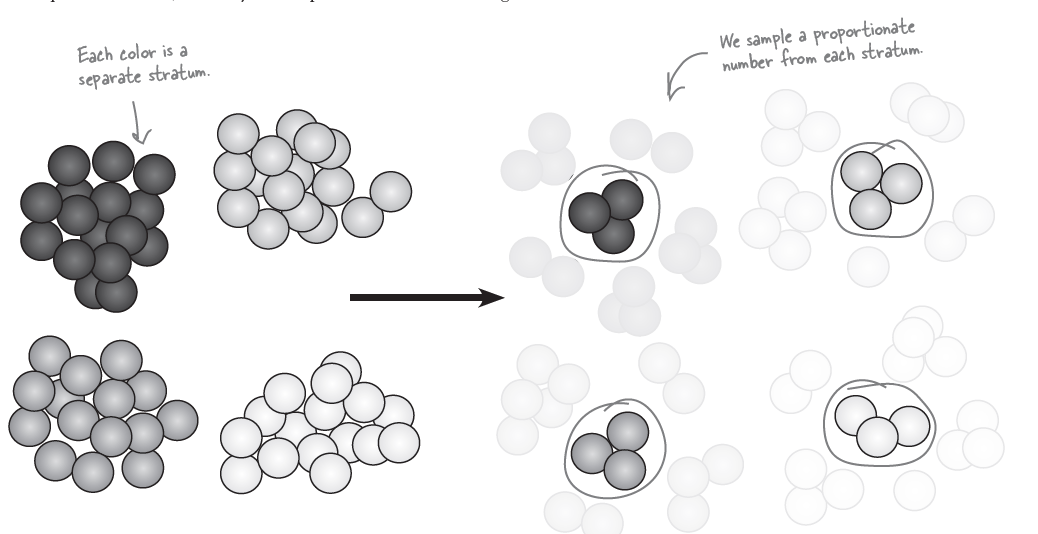 Each color is a
separate stratum.
We sample a proportionate
number from each stratum.